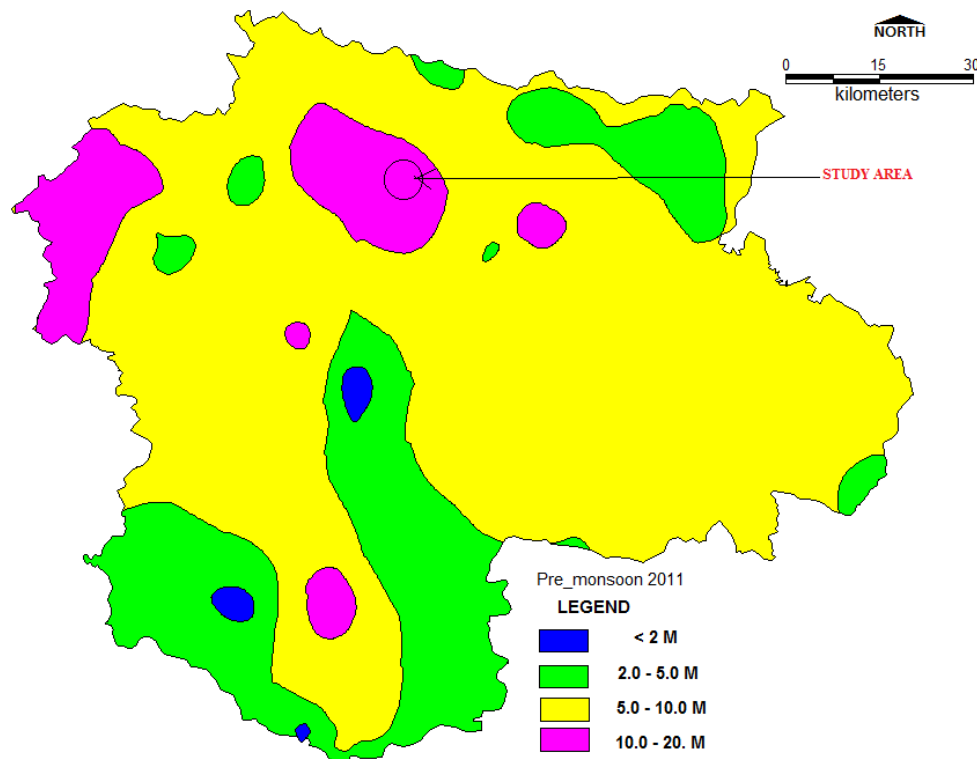 NORTH
0 15 30
kilometers
STUDY AREA
Pre_monsoon 2011
LEGEND
< 2 M
2.0 - 5.0 M
5.0 - 10.0 M
10.0 - 20. M